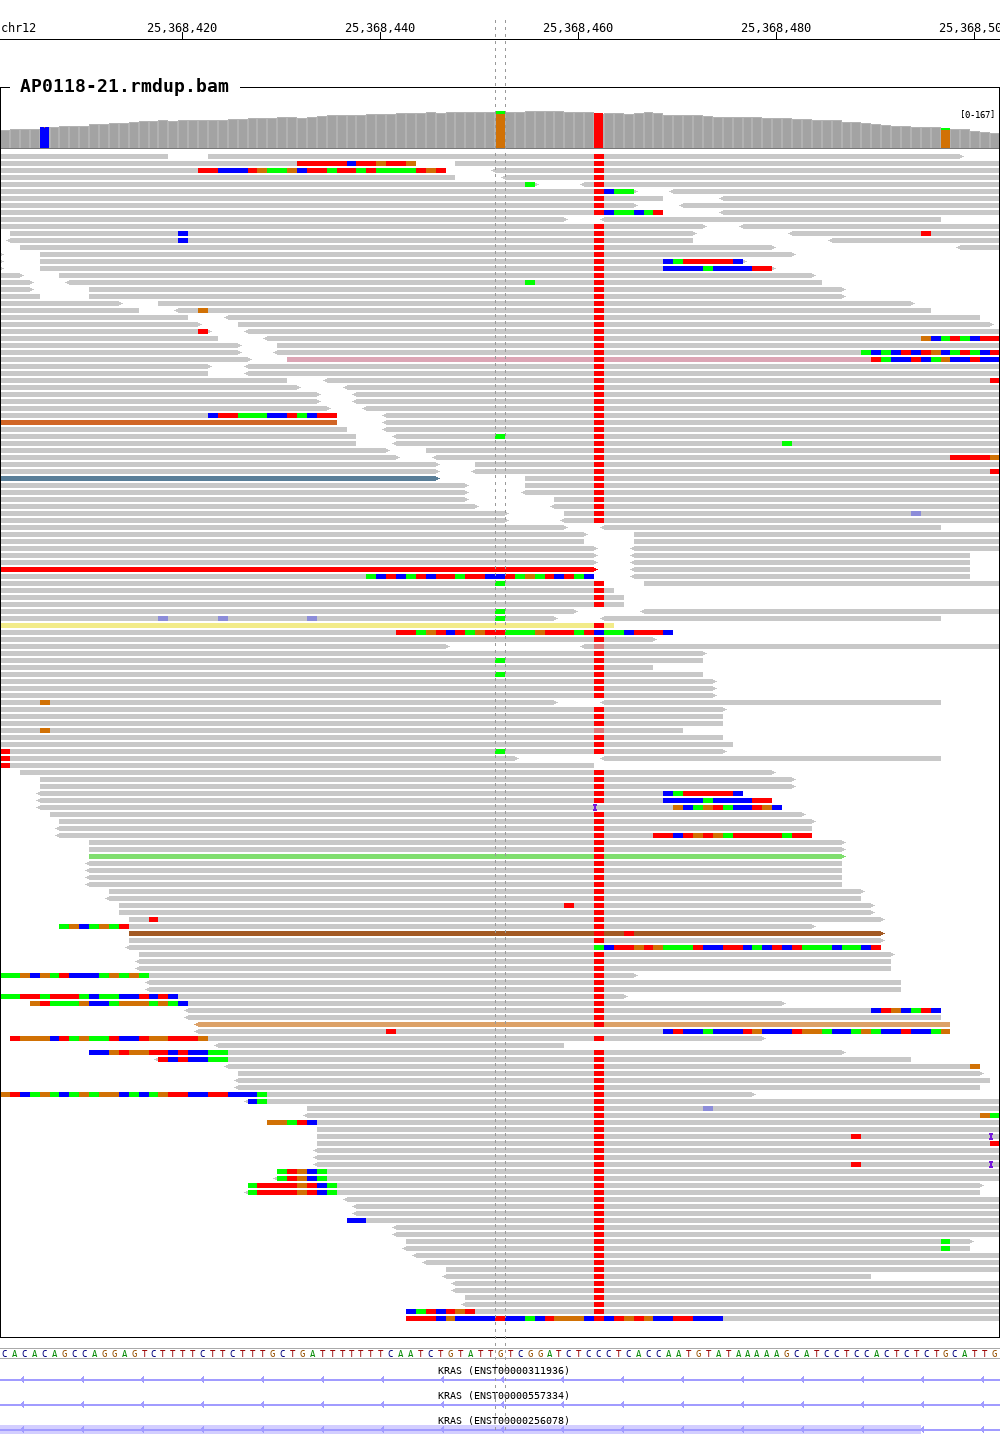 chr12 25,368,420 25,368,440 25,368,460 25,368,480 25,368,50
AP0118-21.rmdup.bam
[0-167]
CACACAGCCAGGAGTCTTTTCTTCTTTGCTGATTTTTTTCAATCTGTATTGTCGGATCTCCCTCACCAATGTATAAAAAGCATCCTCCACTCTCTGCATTG
KRAS (ENST00000311936)
KRAS (ENST00000557334)
KRAS (ENST00000256078)